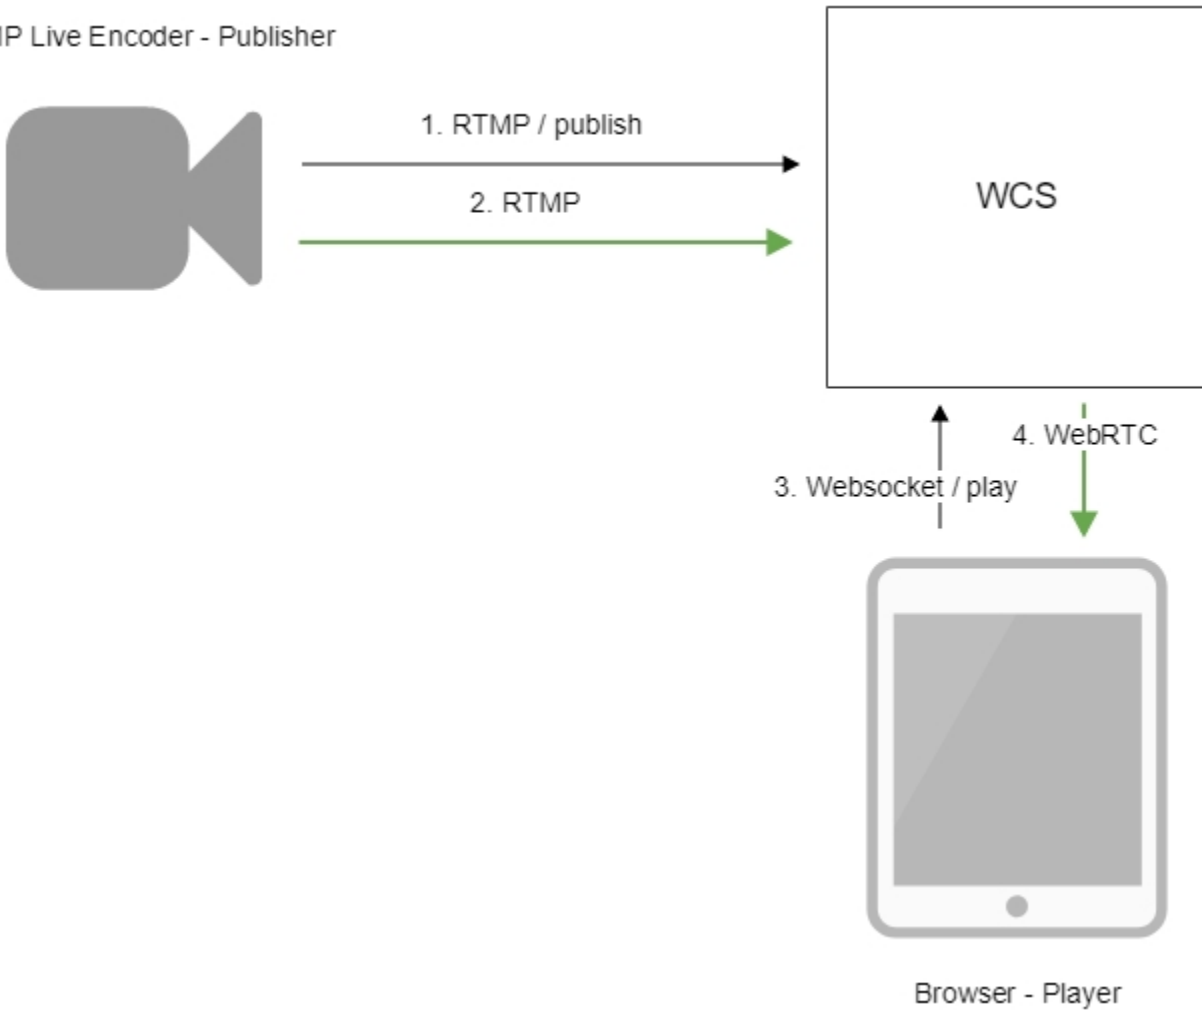 IP Live Encoder - Publisher
1. RTMP / publish
2. RTMP
WCS
4. WebRTC
3. Websocket / play
Browser - Player